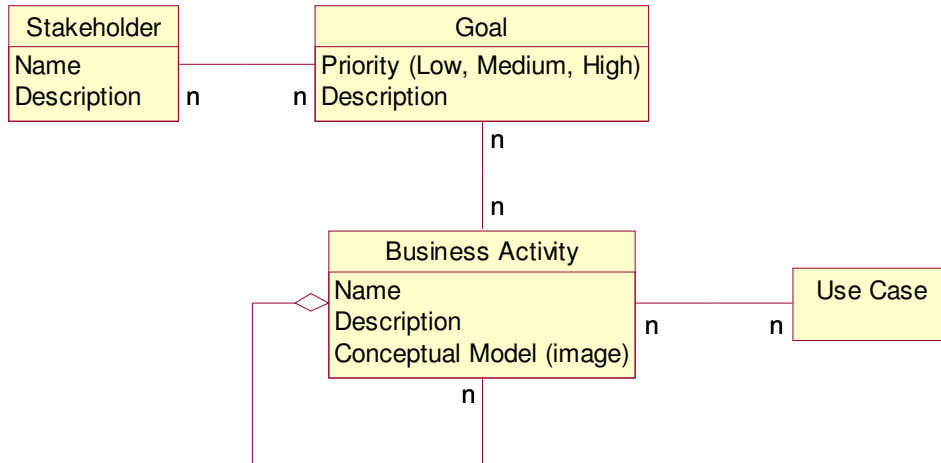 Stakeholder
Name
Description
n
n
Goal
Priority (Low, Medium, High)
Description
n
n
Business Activity
Name
Description
Conceptual Model (image)
n
n
n
Use Case